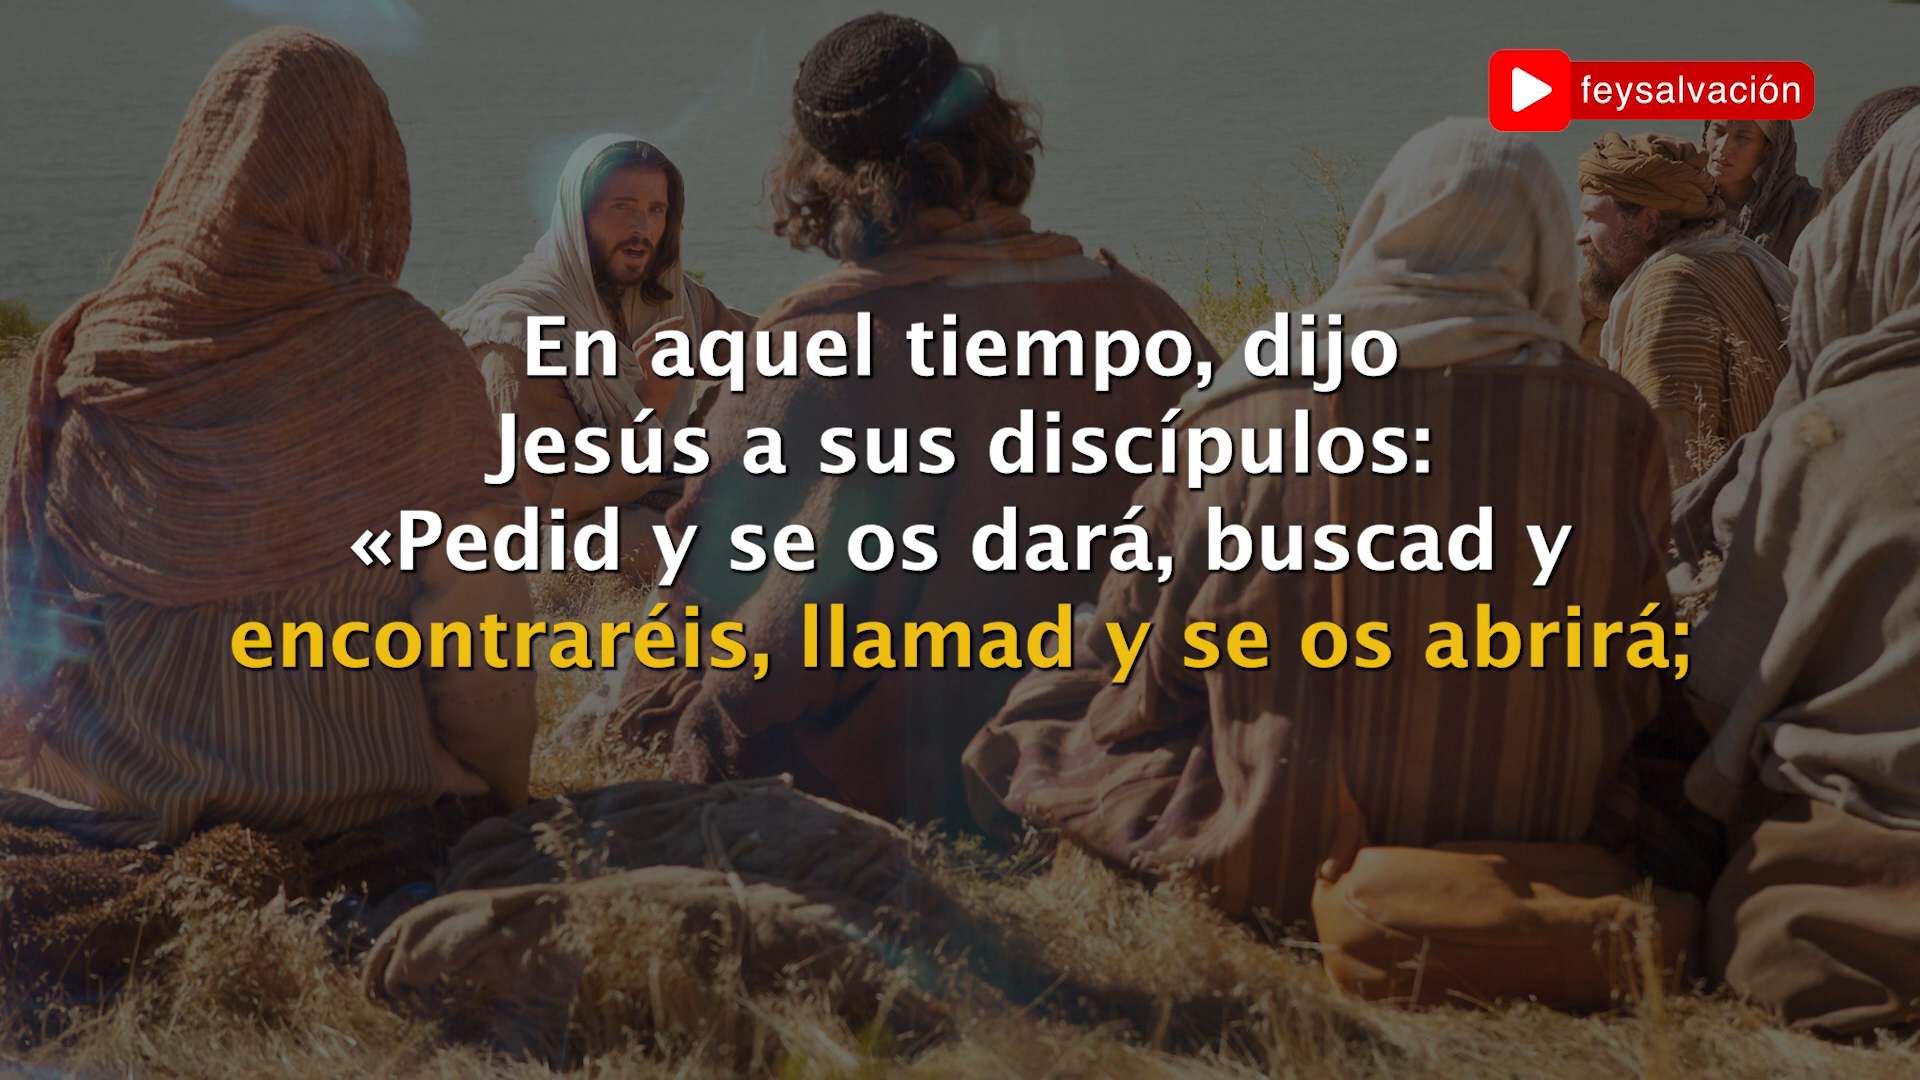 feysalvación
En aquel tiempo, dijo
Jesús a sus discípulos:
«Pedid y se os dará, buscad y
encontraréis, llamad y se os abrirá;